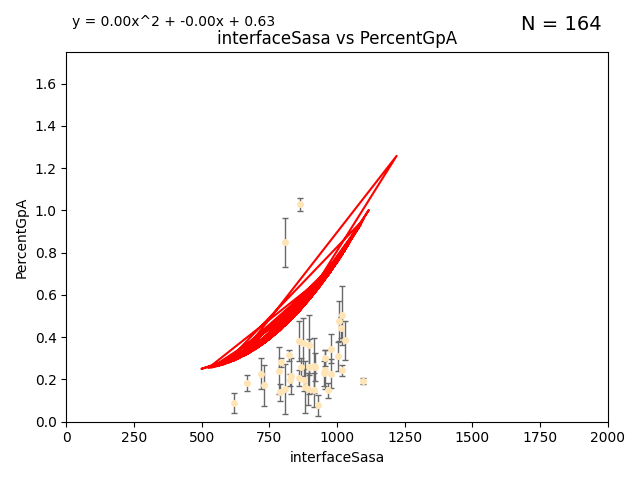 y = 0.00x^2 + -0.00x + 0.63
N = 164
interfaceSasa vs PercentGpA
PercentGpA
1.6
1.4
1.2
1.0
0.8
0.6
0.4
0.2
0.0
0 250 500 750 1000 1250 1500 1750 2000
interfaceSasa